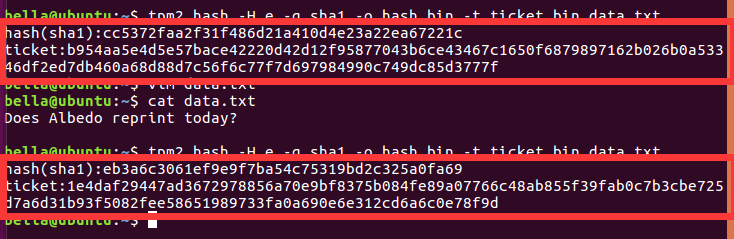 bella@ubuntu:~$ tpm2_hash -H e -g sha1 -o hash.bin -t ticket.bin data.txt
hash(sha1):cc5372faa2f31f486d21a410d4e23a22ea67221c
ticket:b954aa5e4d5e57bace42220d42d12f95877043b6ce43467c1650f6879897162b026b0a533
46df2ed7db460a68d88d7c56f6c77f7d697984990c749dc85d3777f
bella@ubuntu:~$ vim data.txt
bella@ubuntu:~$ cat data.txt
Does Albedo reprint today?
bella@ubuntu:~$ tpm2_hash -H e -g sha1 -o hash.bin -t ticket.bin data.txt
hash(sha1):eb3a6c3061ef9e9f7ba54c75319bd2c325a0fa69
ticket:1e4daf29447ad3672978856a70e9bf8375b084fe89a07766c48ab855f39fab0c7b3cbe725
d7a6d31b93f5082fee58651989733fa0a690e6e312cd6a6c0e78f9d
bella@ubuntu:~$